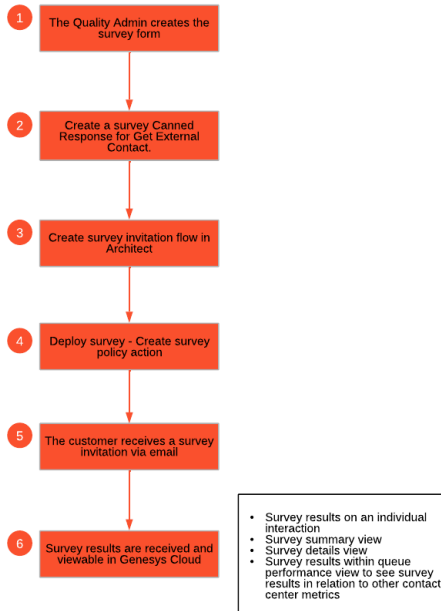 1
The Quality Admin creates the
survey form
2
Create a survey Canned
Response for Get External
Contact.
3
Create survey invitation flow in
Architect
4
Deploy survey - Create survey
policy action
5
The customer receives a survey
invitation via email
6
Survey results are received and
viewable in Genesys Cloud
• Survey results on an individual
interaction
• Survey summary view
• Survey details view
• Survey results within queue
performance view to see survey
results in relation to other contact
center metrics